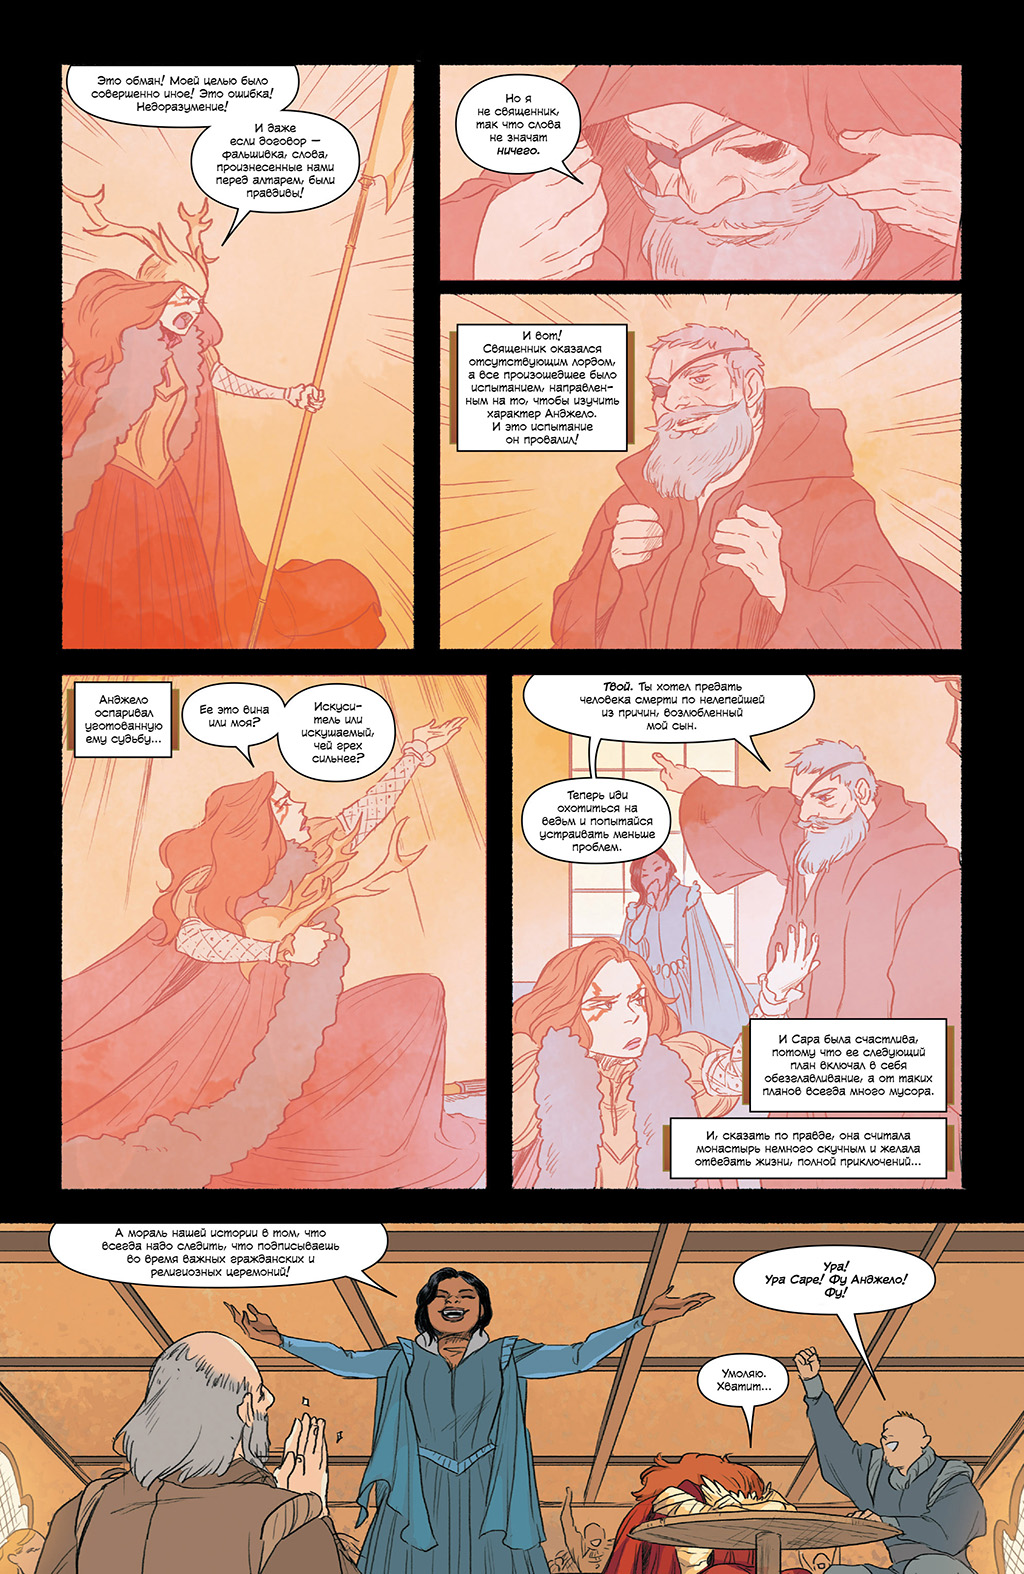 Это обман! Моей целью было
совершенно иное! Это ошибка!
Недоразумение!
И даже
если договор —
фальшивка, слова,
произнесенные нами
перед алтарем, были
правдивы!
Но я
не священник,
так что слова
не значат
ничего.
И вот!
Священник оказался
отсутствующим лордом,
а все произошедшее было
испытанием, направлен-
ным на то, чтобы изучить
характер Анджело.
И это испытание
он провалил!
Анджело
оспаривал
уготованную
ему судьбу...
Ее это вина
или моя?
Искуси-
тель или
искушаемый,
чей грех
сильнее?
Твой. Ты хотел предать
человека смерти по нелепейшей
из причин, возлюбленный
мой сын.
Теперь иди
охотиться на
ведьм и попытайся
устраивать меньше
проблем.
И Сара была счастлива,
потому что ее следующий
план включал в себя
обезглавливание, а от таких
планов всегда много мусора.
И, сказать по правде, она считала
монастырь немного скучным и желала
отведать жизни, полной приключений...
А мораль нашей истории в том, что
всегда надо следить, что подписываешь
во время важных гражданских и
религиозных церемоний!
Ура!
Ура Саре! Фу Анджело!
Фу!
Умоляю.
Хватит...